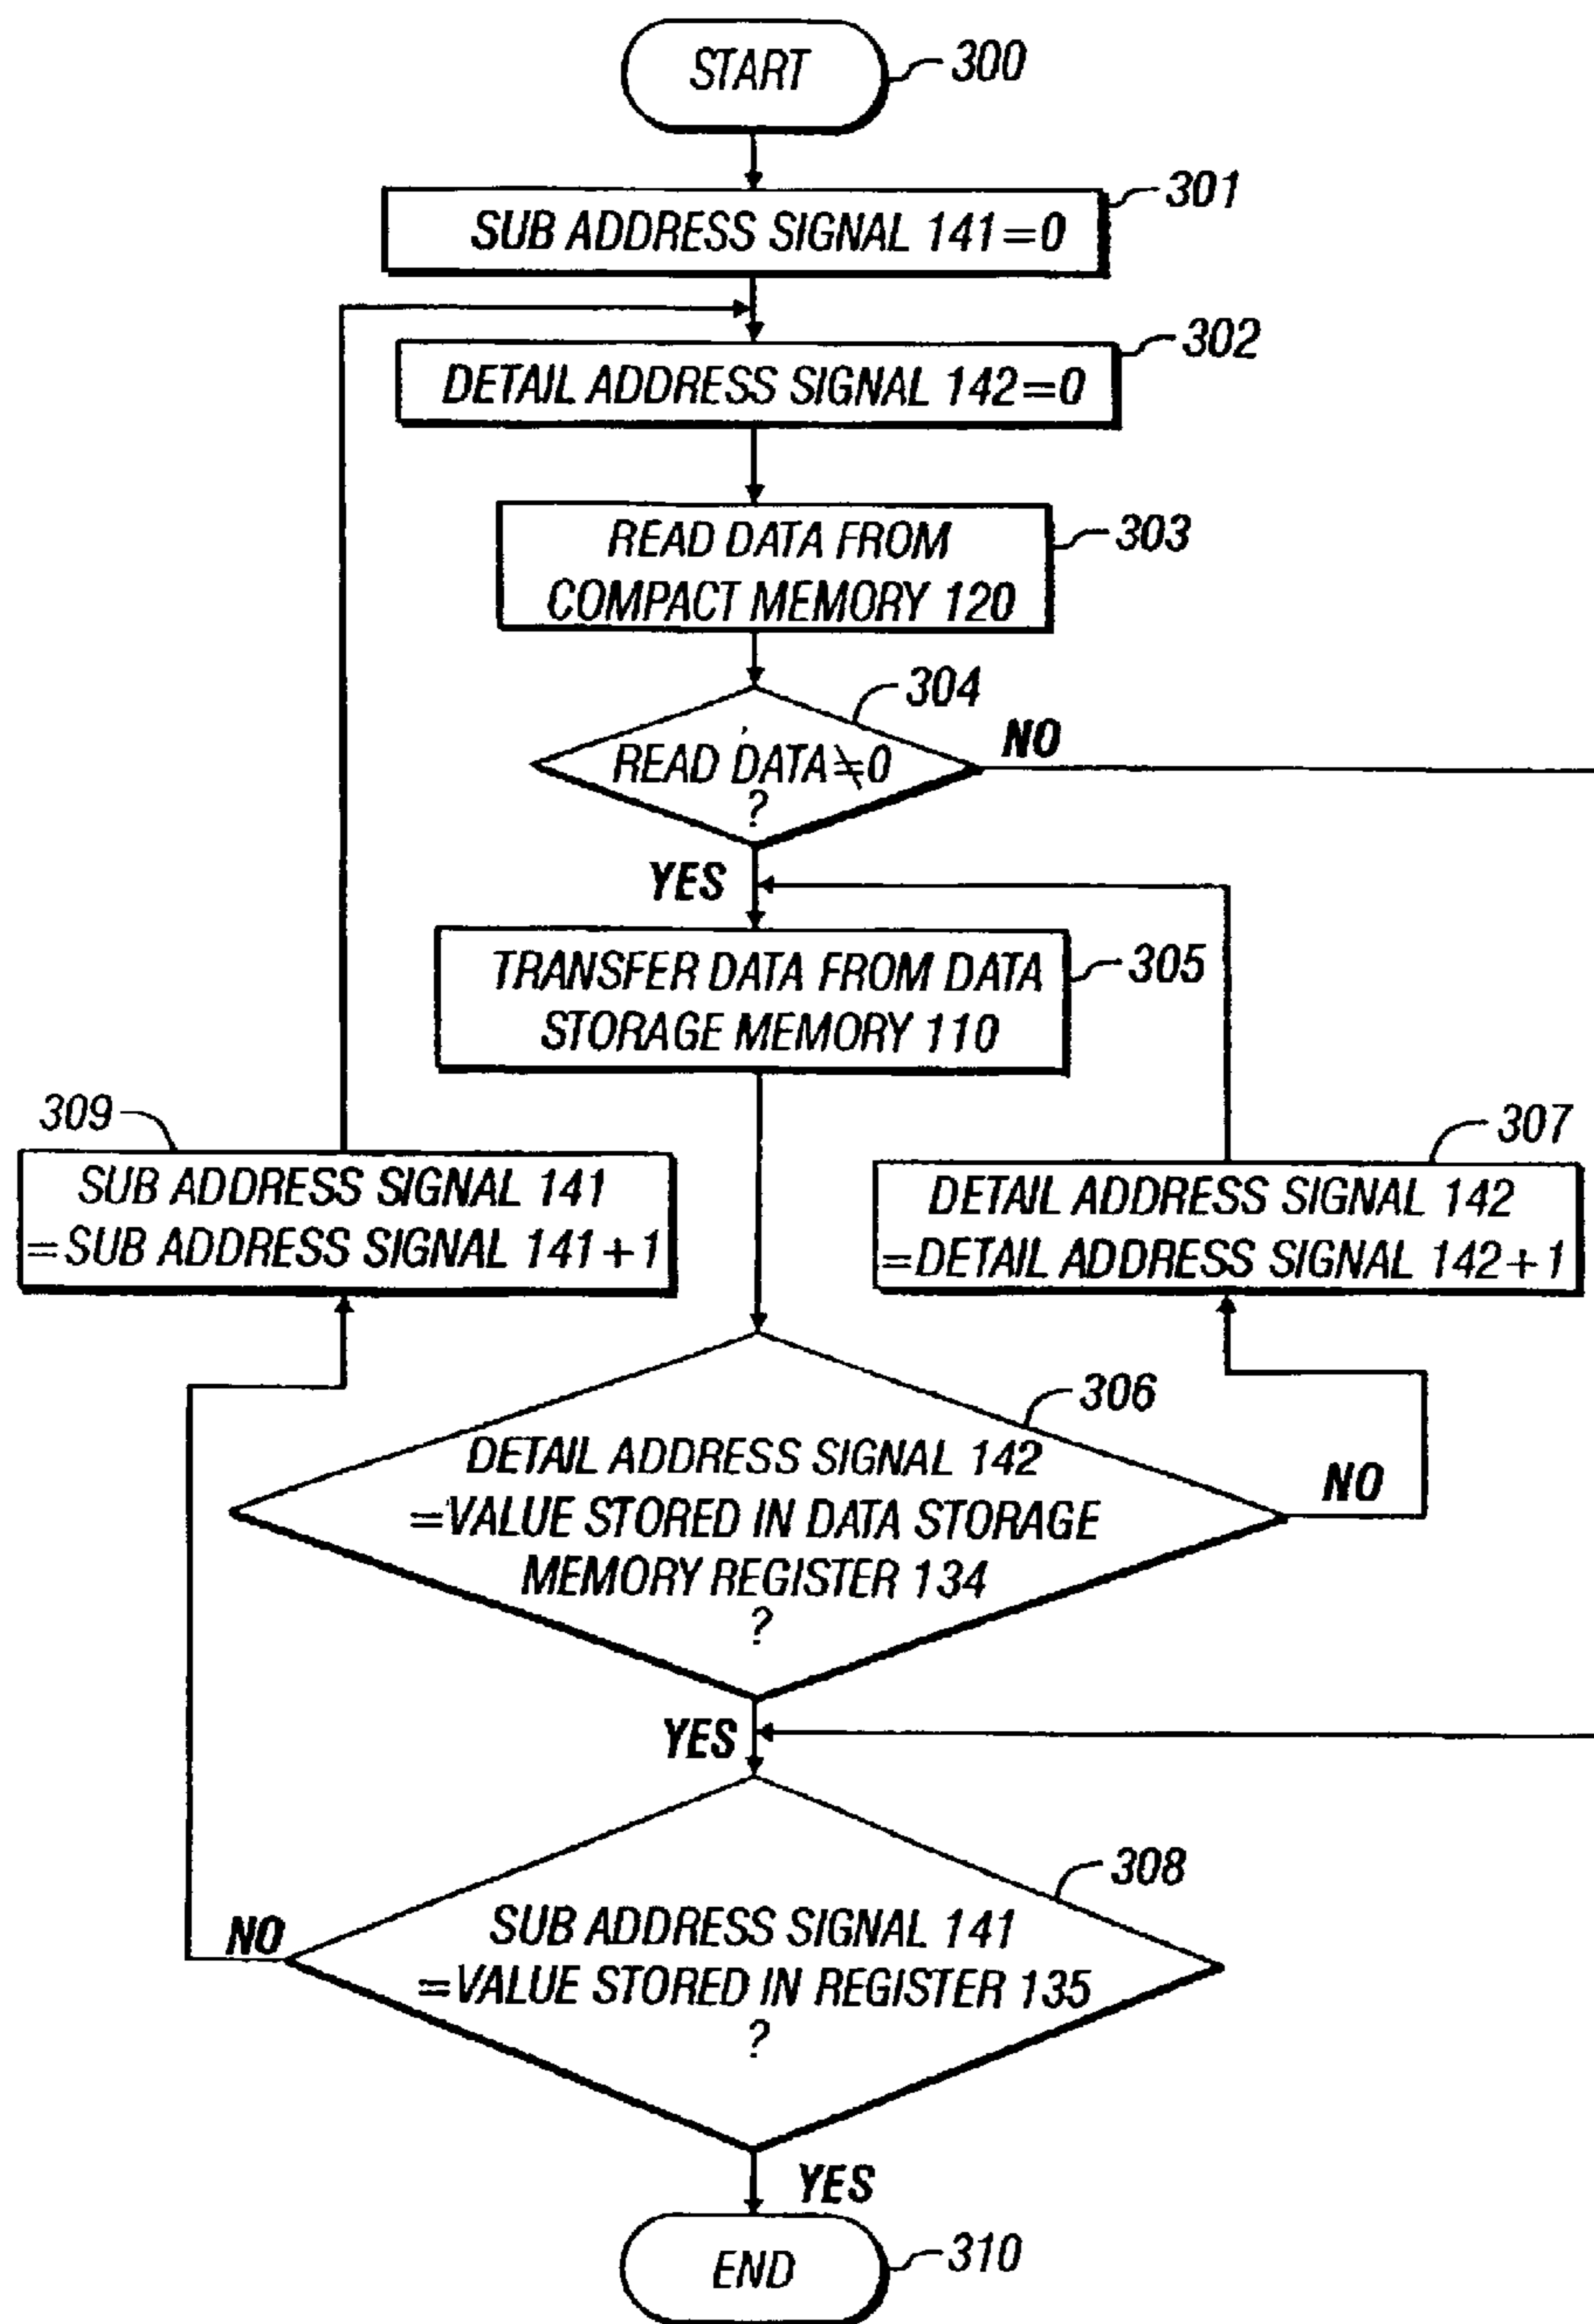 START
300
301
SUB ADDRESS SIGNAL 141=0
302
DETAIL ADDRESS SIGNAL 142=0
READ DATA FROM
COMPACT MEMORY 120
303
304
READ DATA≠0
?
NO
YES
TRANSFER DATA FROM DATA
STORAGE MEMORY 110
305
309
SUB ADDRESS SIGNAL 141
=SUB ADDRESS SIGNAL 141+1
307
DETAIL ADDRESS SIGNAL 142
=DETAIL ADDRESS SIGNAL 142+1
306
DETAIL ADDRESS SIGNAL 142
=VALUE STORED IN DATA STORAGE
MEMORY REGISTER 134
?
NO
YES
308
SUB ADDRESS SIGNAL 141
=VALUE STORED IN REGISTER 135
?
NO
YES
END
310